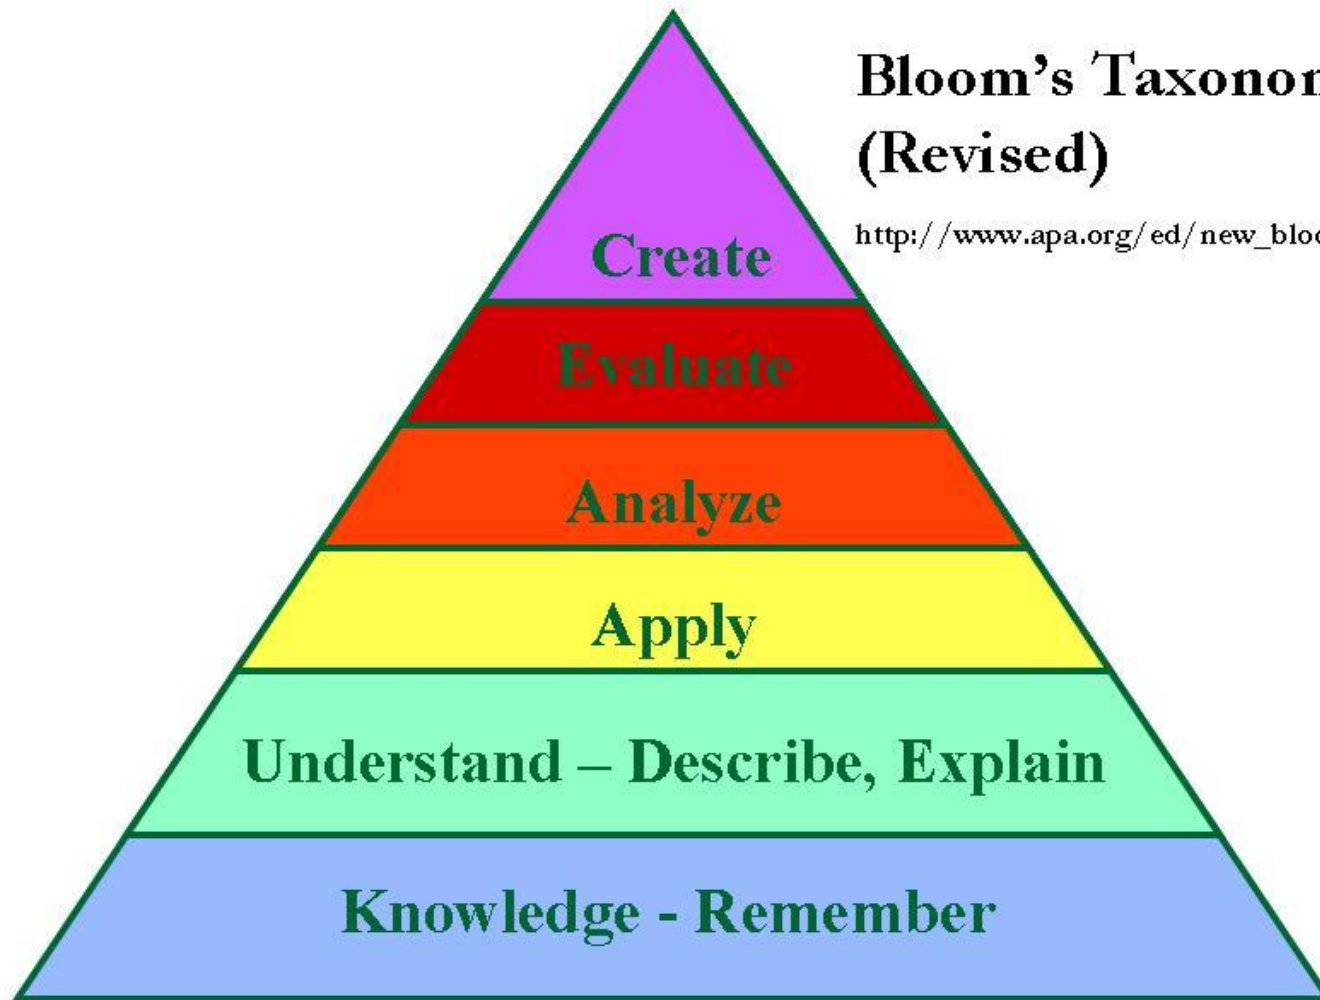 Bloom's Taxonon
(Revised)
http://www.apa.org/ed/new_bloo
Create
Evaluate
Analyze
Apply
Understand – Describe, Explain
Knowledge - Remember